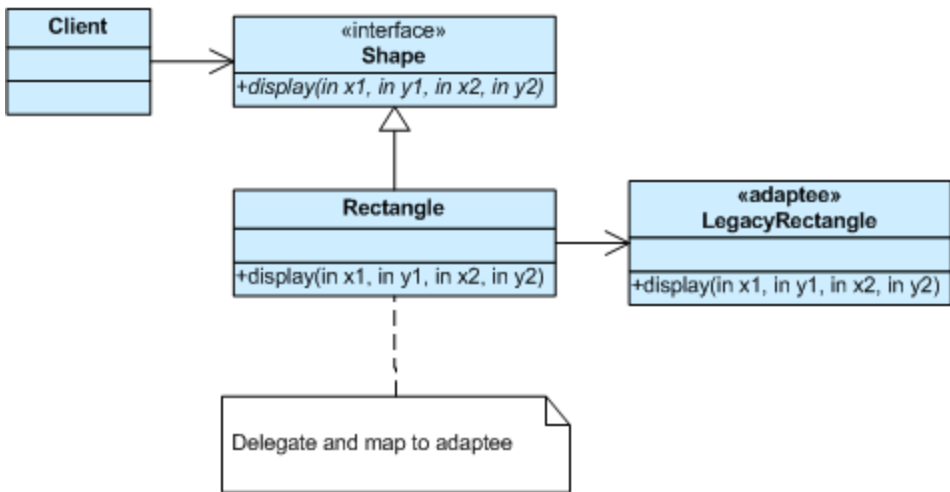 Client
«interface»
Shape
+display(in x1, in y1, in x2, in y2)
Rectangle
+display(in x1, in y1, in x2, in y2)
«adaptee»
LegacyRectangle
+display(in x1, in y1, in x2, in y2)
Delegate and map to adaptee